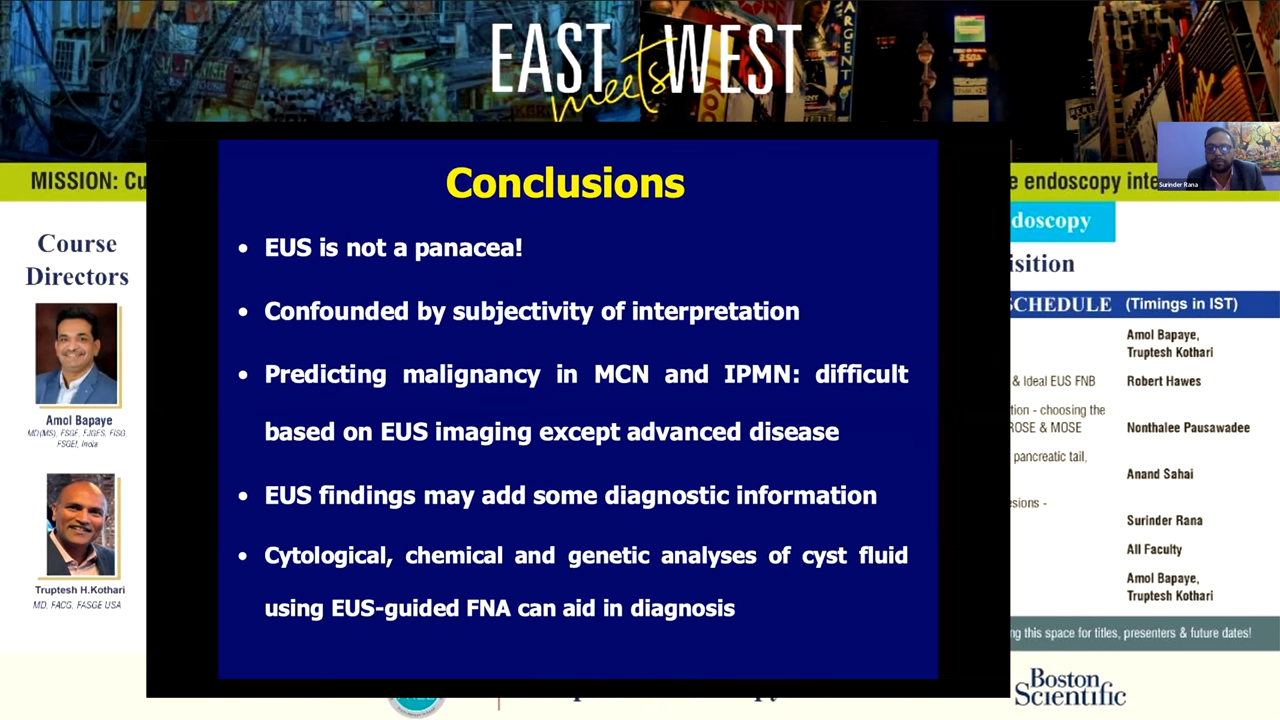 EAST meets WEST
MISSION: Cu
e endoscopy inte
Surinder Rana
Course
Directors
Amol Bapaye
MD(MS), FSGF, FJGFS, FISG,
FSGEI, India
Truptesh H.Kothari
MD, FACG, FASGE USA
Conclusions
• EUS is not a panacea!
• Confounded by subjectivity of interpretation
• Predicting malignancy in MCN and IPMN: difficult
based on EUS imaging except advanced disease
• EUS findings may add some diagnostic information
• Cytological, chemical and genetic analyses of cyst fluid
using EUS-guided FNA can aid in diagnosis
doscopy
isition
SCHEDULE (Timings in IST)
Amol Bapaye,
Truptesh Kothari
& Ideal EUS FNB Robert Hawes
tion - choosing the
ROSE & MOSE Nonthalee Pausawadee
pancreatic tail,
Anand Sahai
esions -
Surinder Rana
All Faculty
Amol Bapaye,
Truptesh Kothari
ng this space for titles, presenters & future dates!
Boston
Scientific